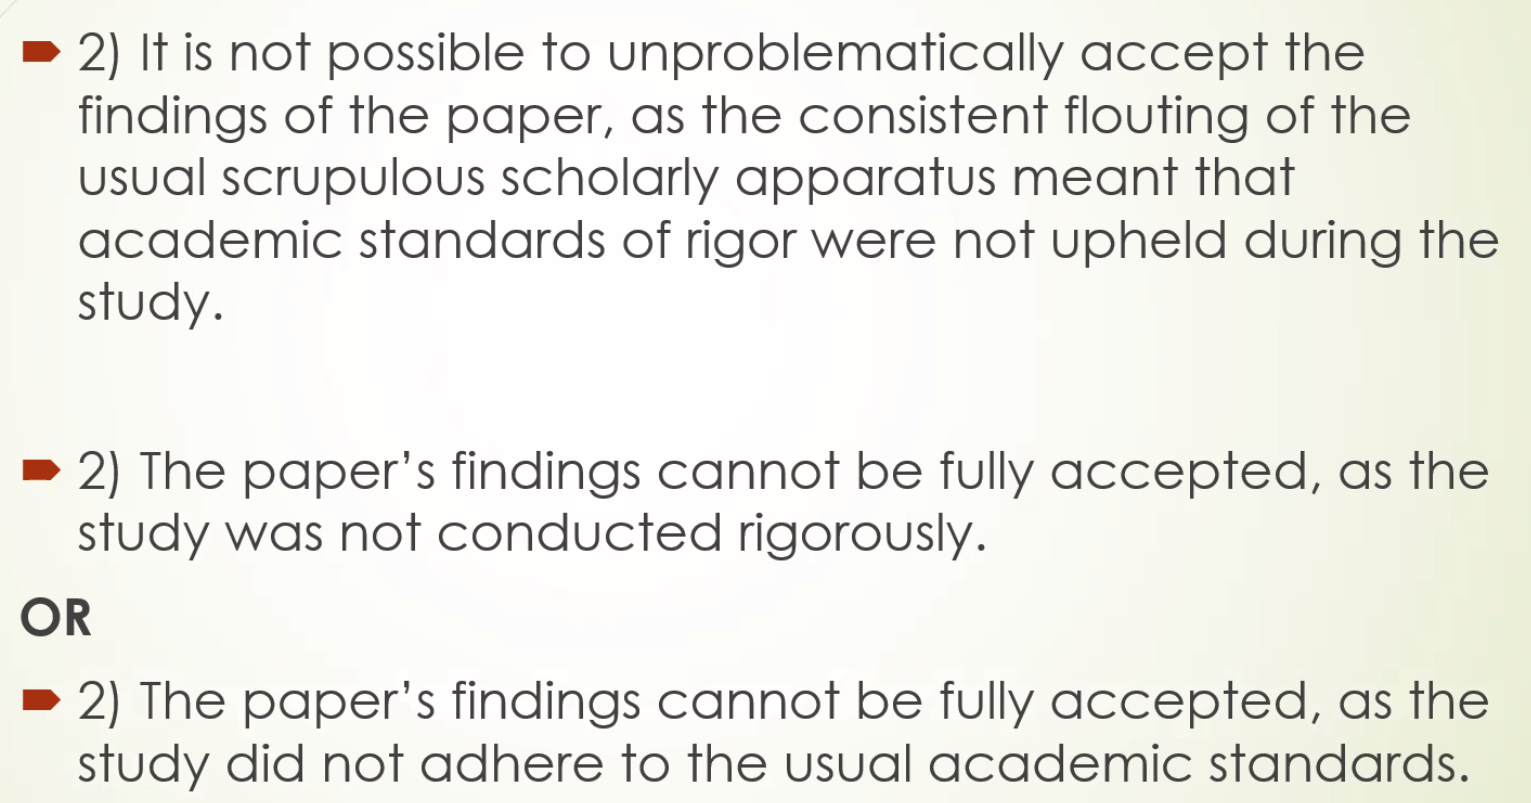 2) It is not possible to unproblematically accept the
findings of the paper, as the consistent flouting of the
usual scrupulous scholarly apparatus meant that
academic standards of rigor were not upheld during the
study.
2) The paper’s findings cannot be fully accepted, as the
study was not conducted rigorously.
OR
2) The paper’s findings cannot be fully accepted, as the
study did not adhere to the usual academic standards.